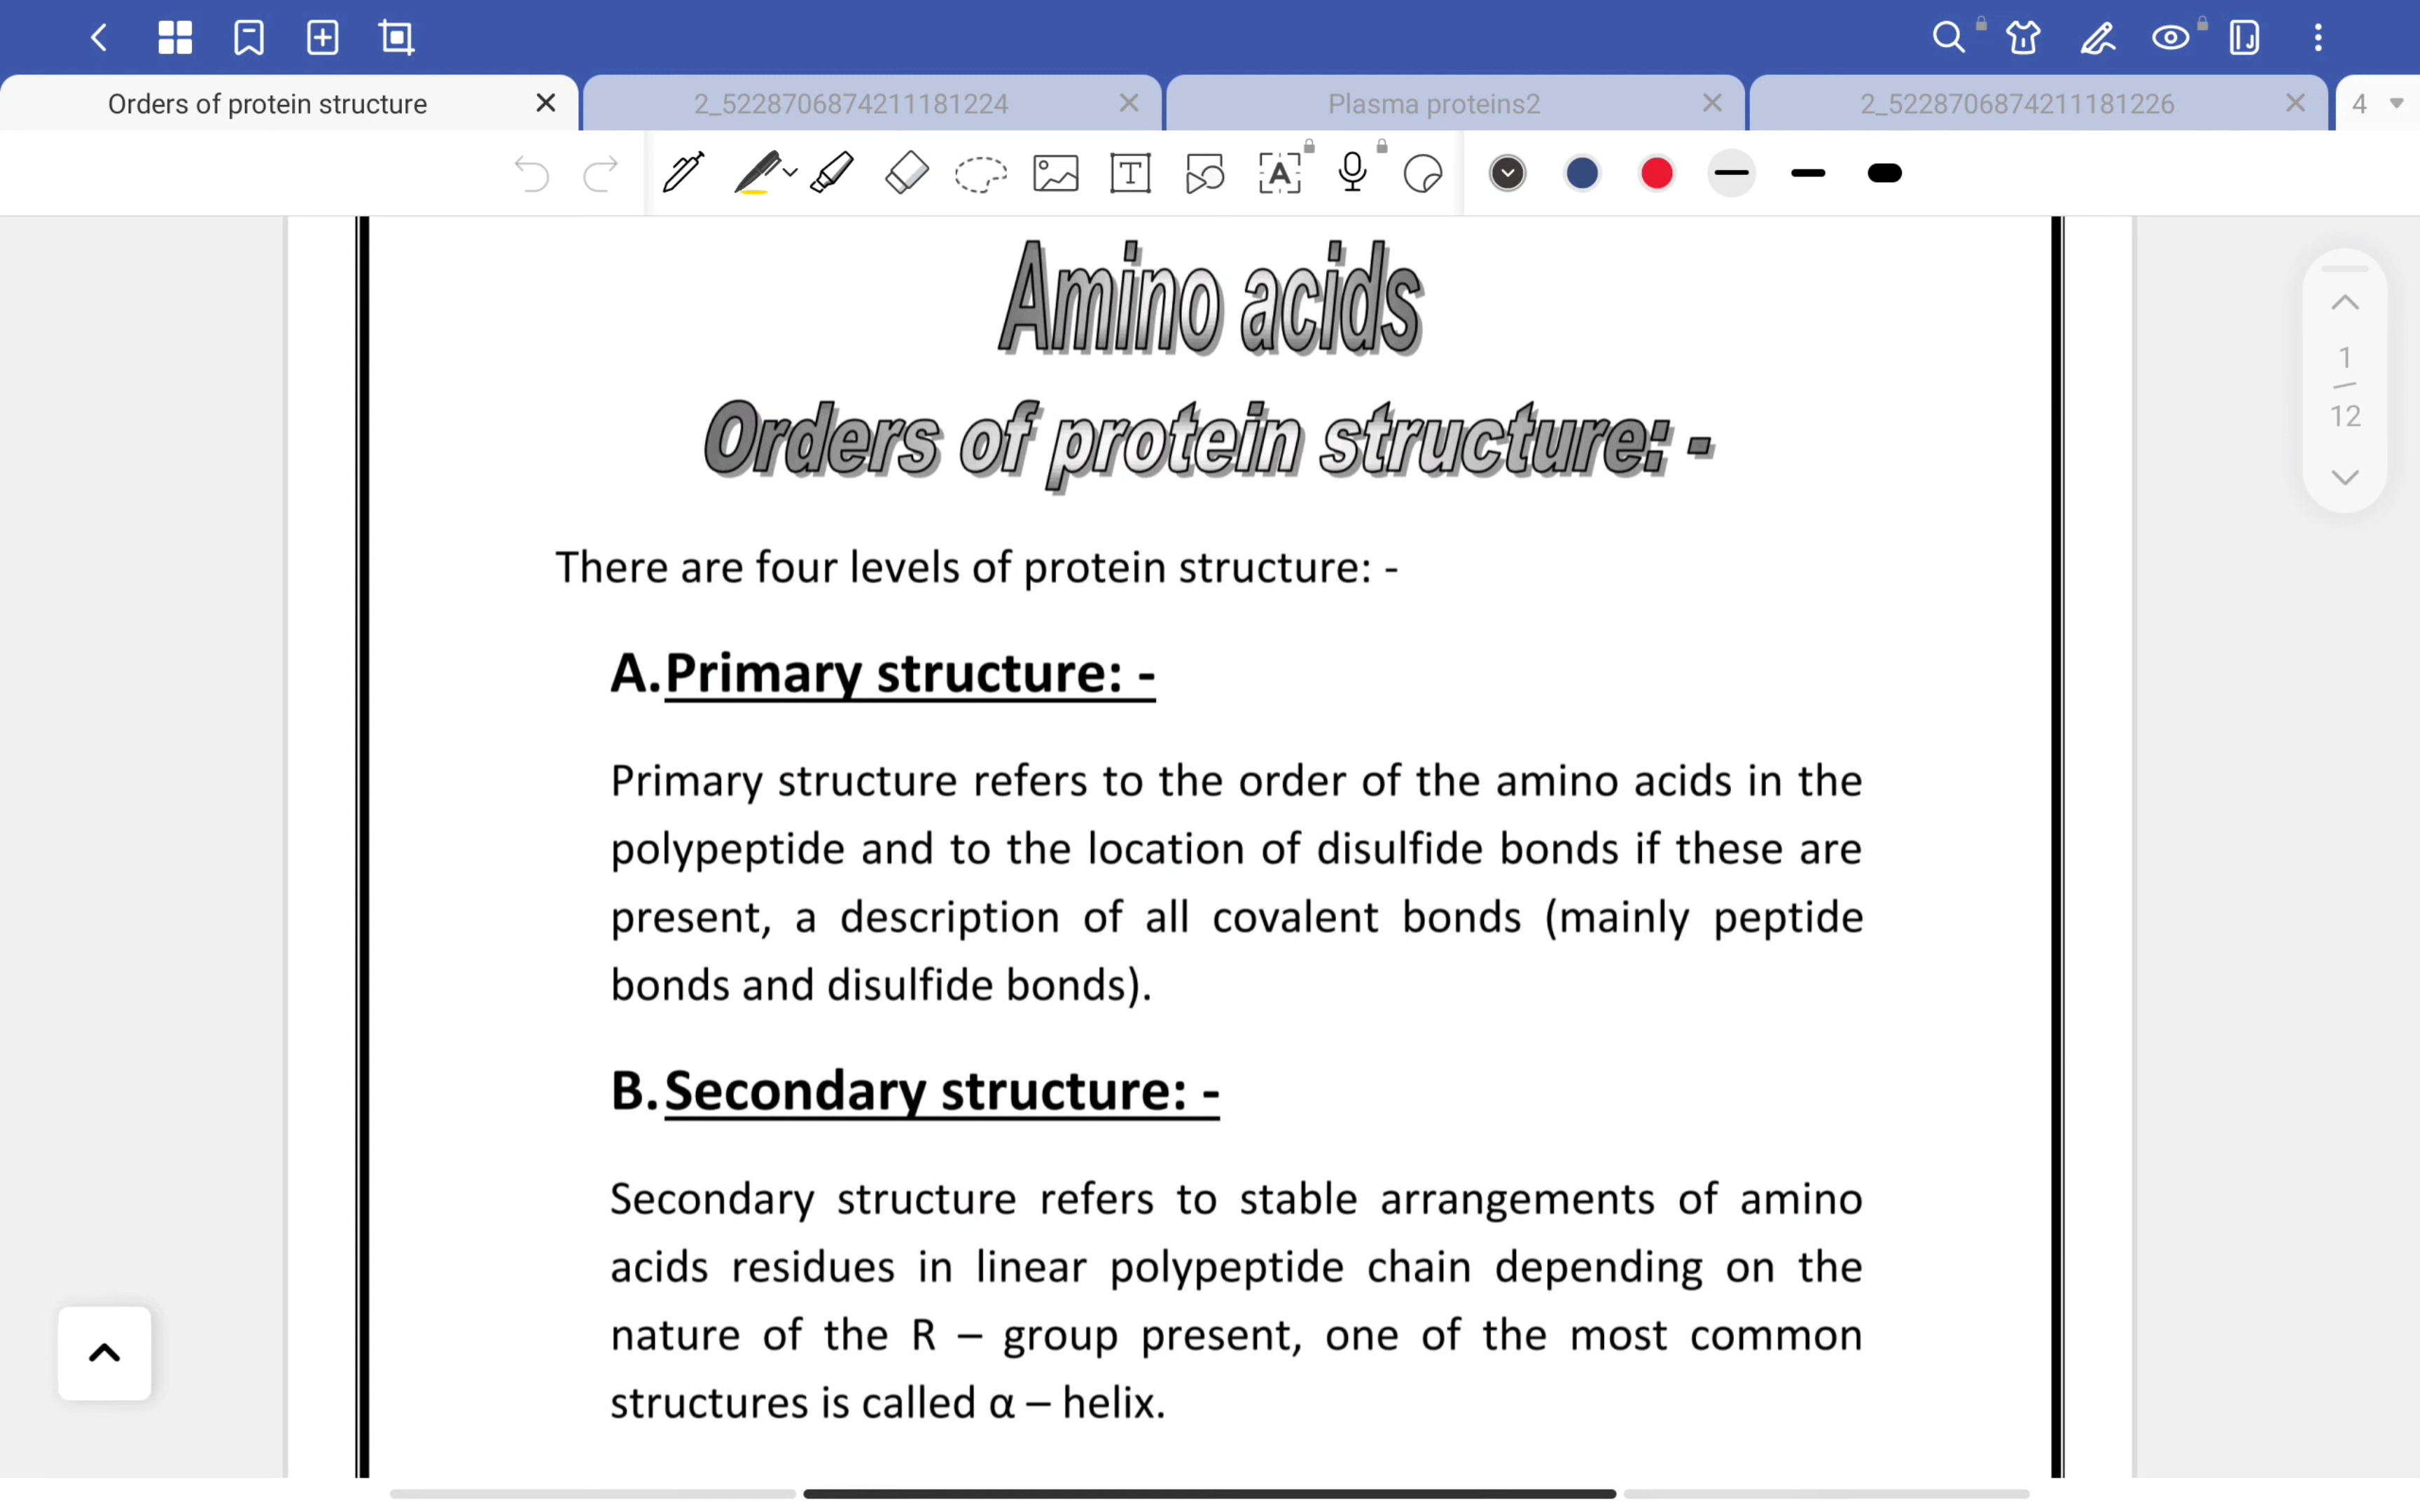 Orders of protein structure
2_5228706874211181224
Plasma proteins2
2_5228706874211181226
4
Amino acids
Orders of protein structure: -
1
12
There are four levels of protein structure: -
A. Primary structure: -
Primary structure refers to the order of the amino acids in the
polypeptide and to the location of disulfide bonds if these are
present, a description of all covalent bonds (mainly peptide
bonds and disulfide bonds).
B. Secondary structure: -
Secondary structure refers to stable arrangements of amino
acids residues in linear polypeptide chain depending on the
nature of the R – group present, one of the most common
structures is called α – helix.